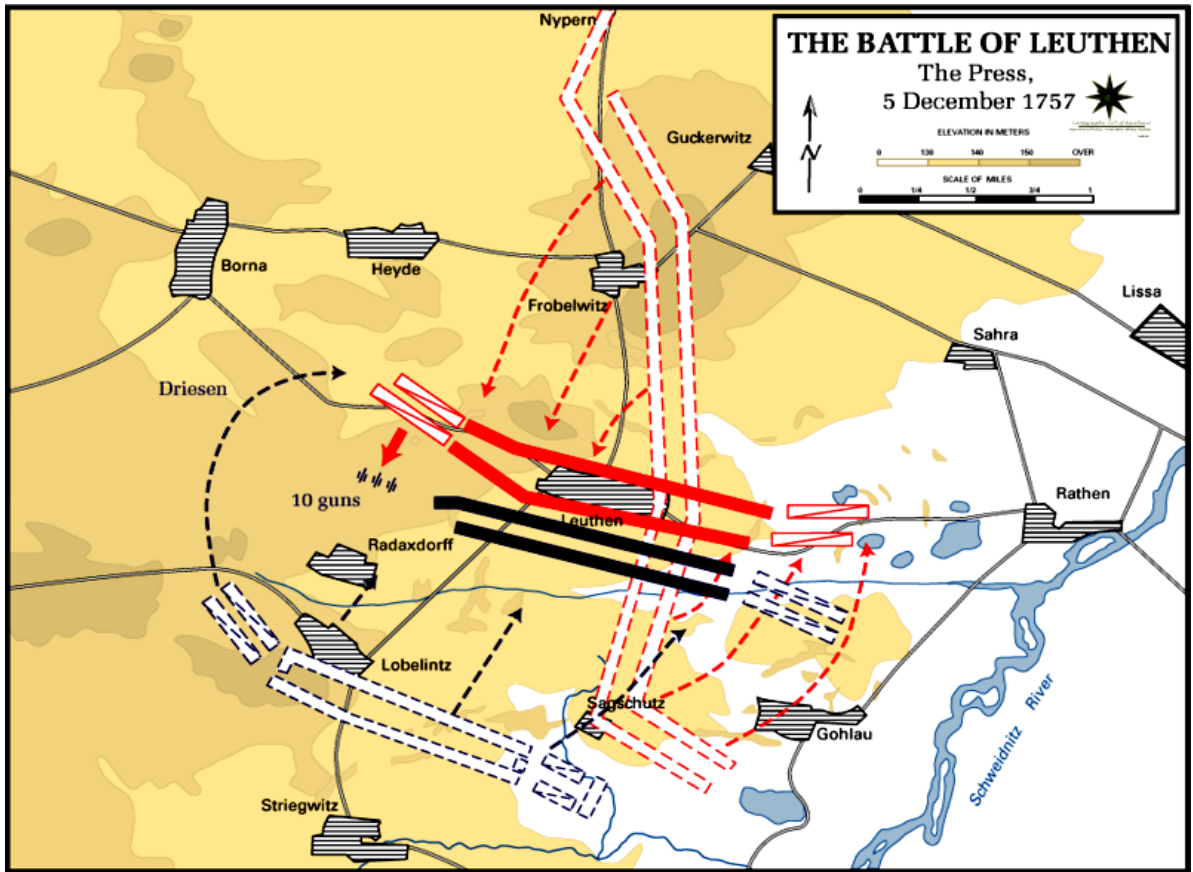 Nypern
THE BATTLE OF LEUTHEN
The Press,
5 December 1757
ELEVATION IN METERS
0 130 140 150 OVER
SCALE OF MILES
0 1/4 1/2 3/4 1
N
Guckerwitz
Borna
Heyde
Frobelwitz
Lissa
Sahra
Driesen
10 guns
Rathen
Leuthen
Radaxdorff
Lobelintz
Sagschutz
Gohlau
Schweidnitz River
Striegwitz